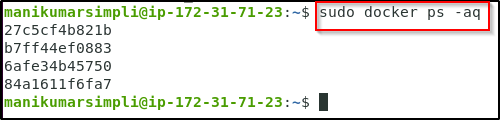 manikumarsimpli@ip-172-31-71-23:~$ sudo docker ps -aq
27c5cf4b821b
b7ff44ef0883
6afe34b45750
84a1611f6fa7
manikumarsimpli@ip-172-31-71-23:~$